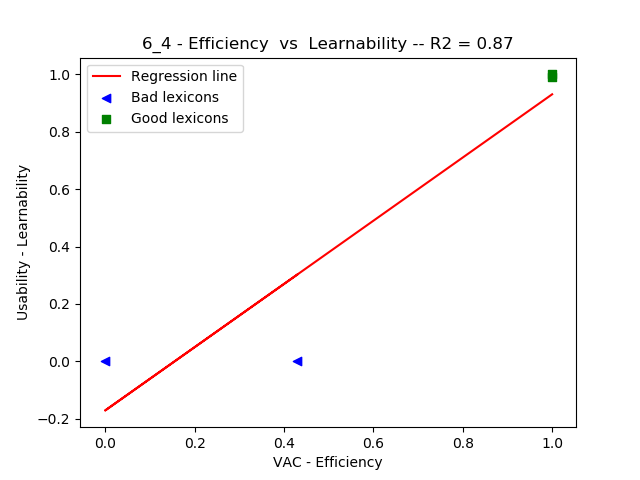 6_4 - Efficiency  vs  Learnability -- R2 = 0.87
Regression line
Bad lexicons
Good lexicons
Usability - Learnability
1.0
0.8
0.6
0.4
0.2
0.0
−0.2
0.0 0.2 0.4 0.6 0.8 1.0
VAC - Efficiency